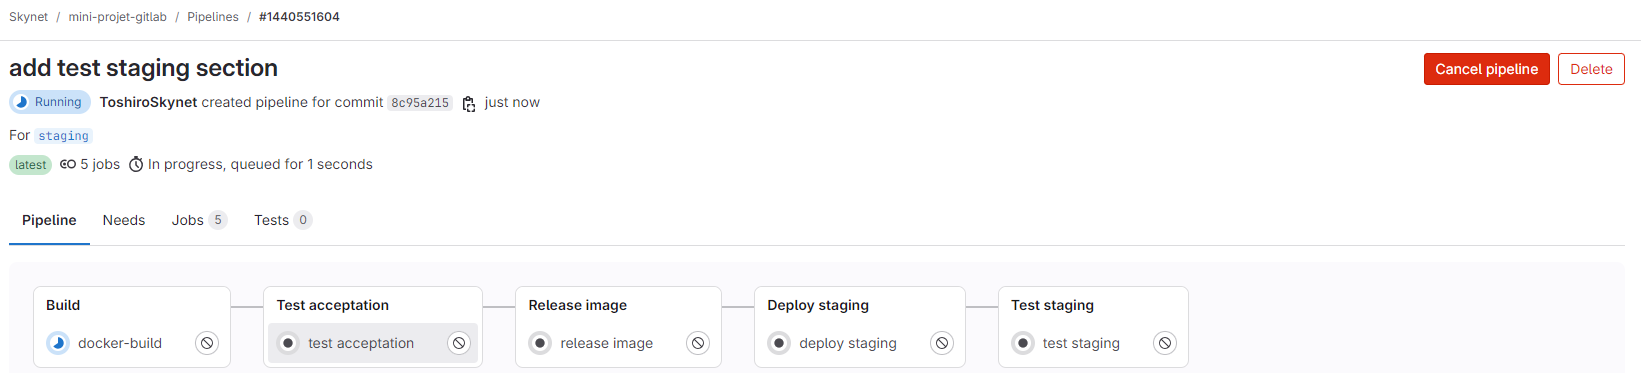 Skynet / mini-projet-gitlab / Pipelines / #1440551604
add test staging section
Cancel pipeline Delete
Running ToshiroSkynet created pipeline for commit 8c95a215 just now
For staging
latest 5 jobs In progress, queued for 1 seconds
Pipeline Needs Jobs 5 Tests 0
Build Test acceptation Release image Deploy staging Test staging
docker-build test acceptation release image deploy staging test staging